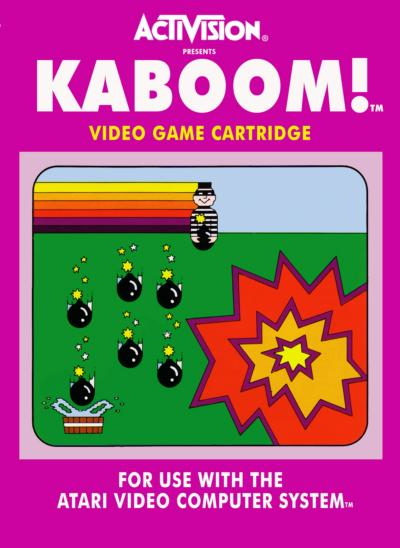 ACTIVISION®
PRESENTS
KABOOM!™
VIDEO GAME CARTRIDGE
FOR USE WITH THE
ATARI VIDEO COMPUTER SYSTEM™